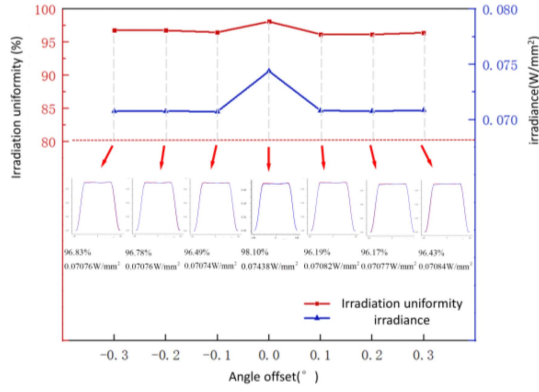 Irradiation uniformity (%)
100
95
90
85
80
0.080
0.075
0.070
irradiance(W/mm²)
96.83% 96.78% 96.49% 98.10% 96.19% 96.17% 96.43%
0.07076W/mm² 0.07076W/mm² 0.07074W/mm² 0.07438W/mm² 0.07082W/mm² 0.07077W/mm² 0.07084W/mm²
Irradiation uniformity
irradiance
-0.3 -0.2 -0.1 0.0 0.1 0.2 0.3
Angle offset(°)